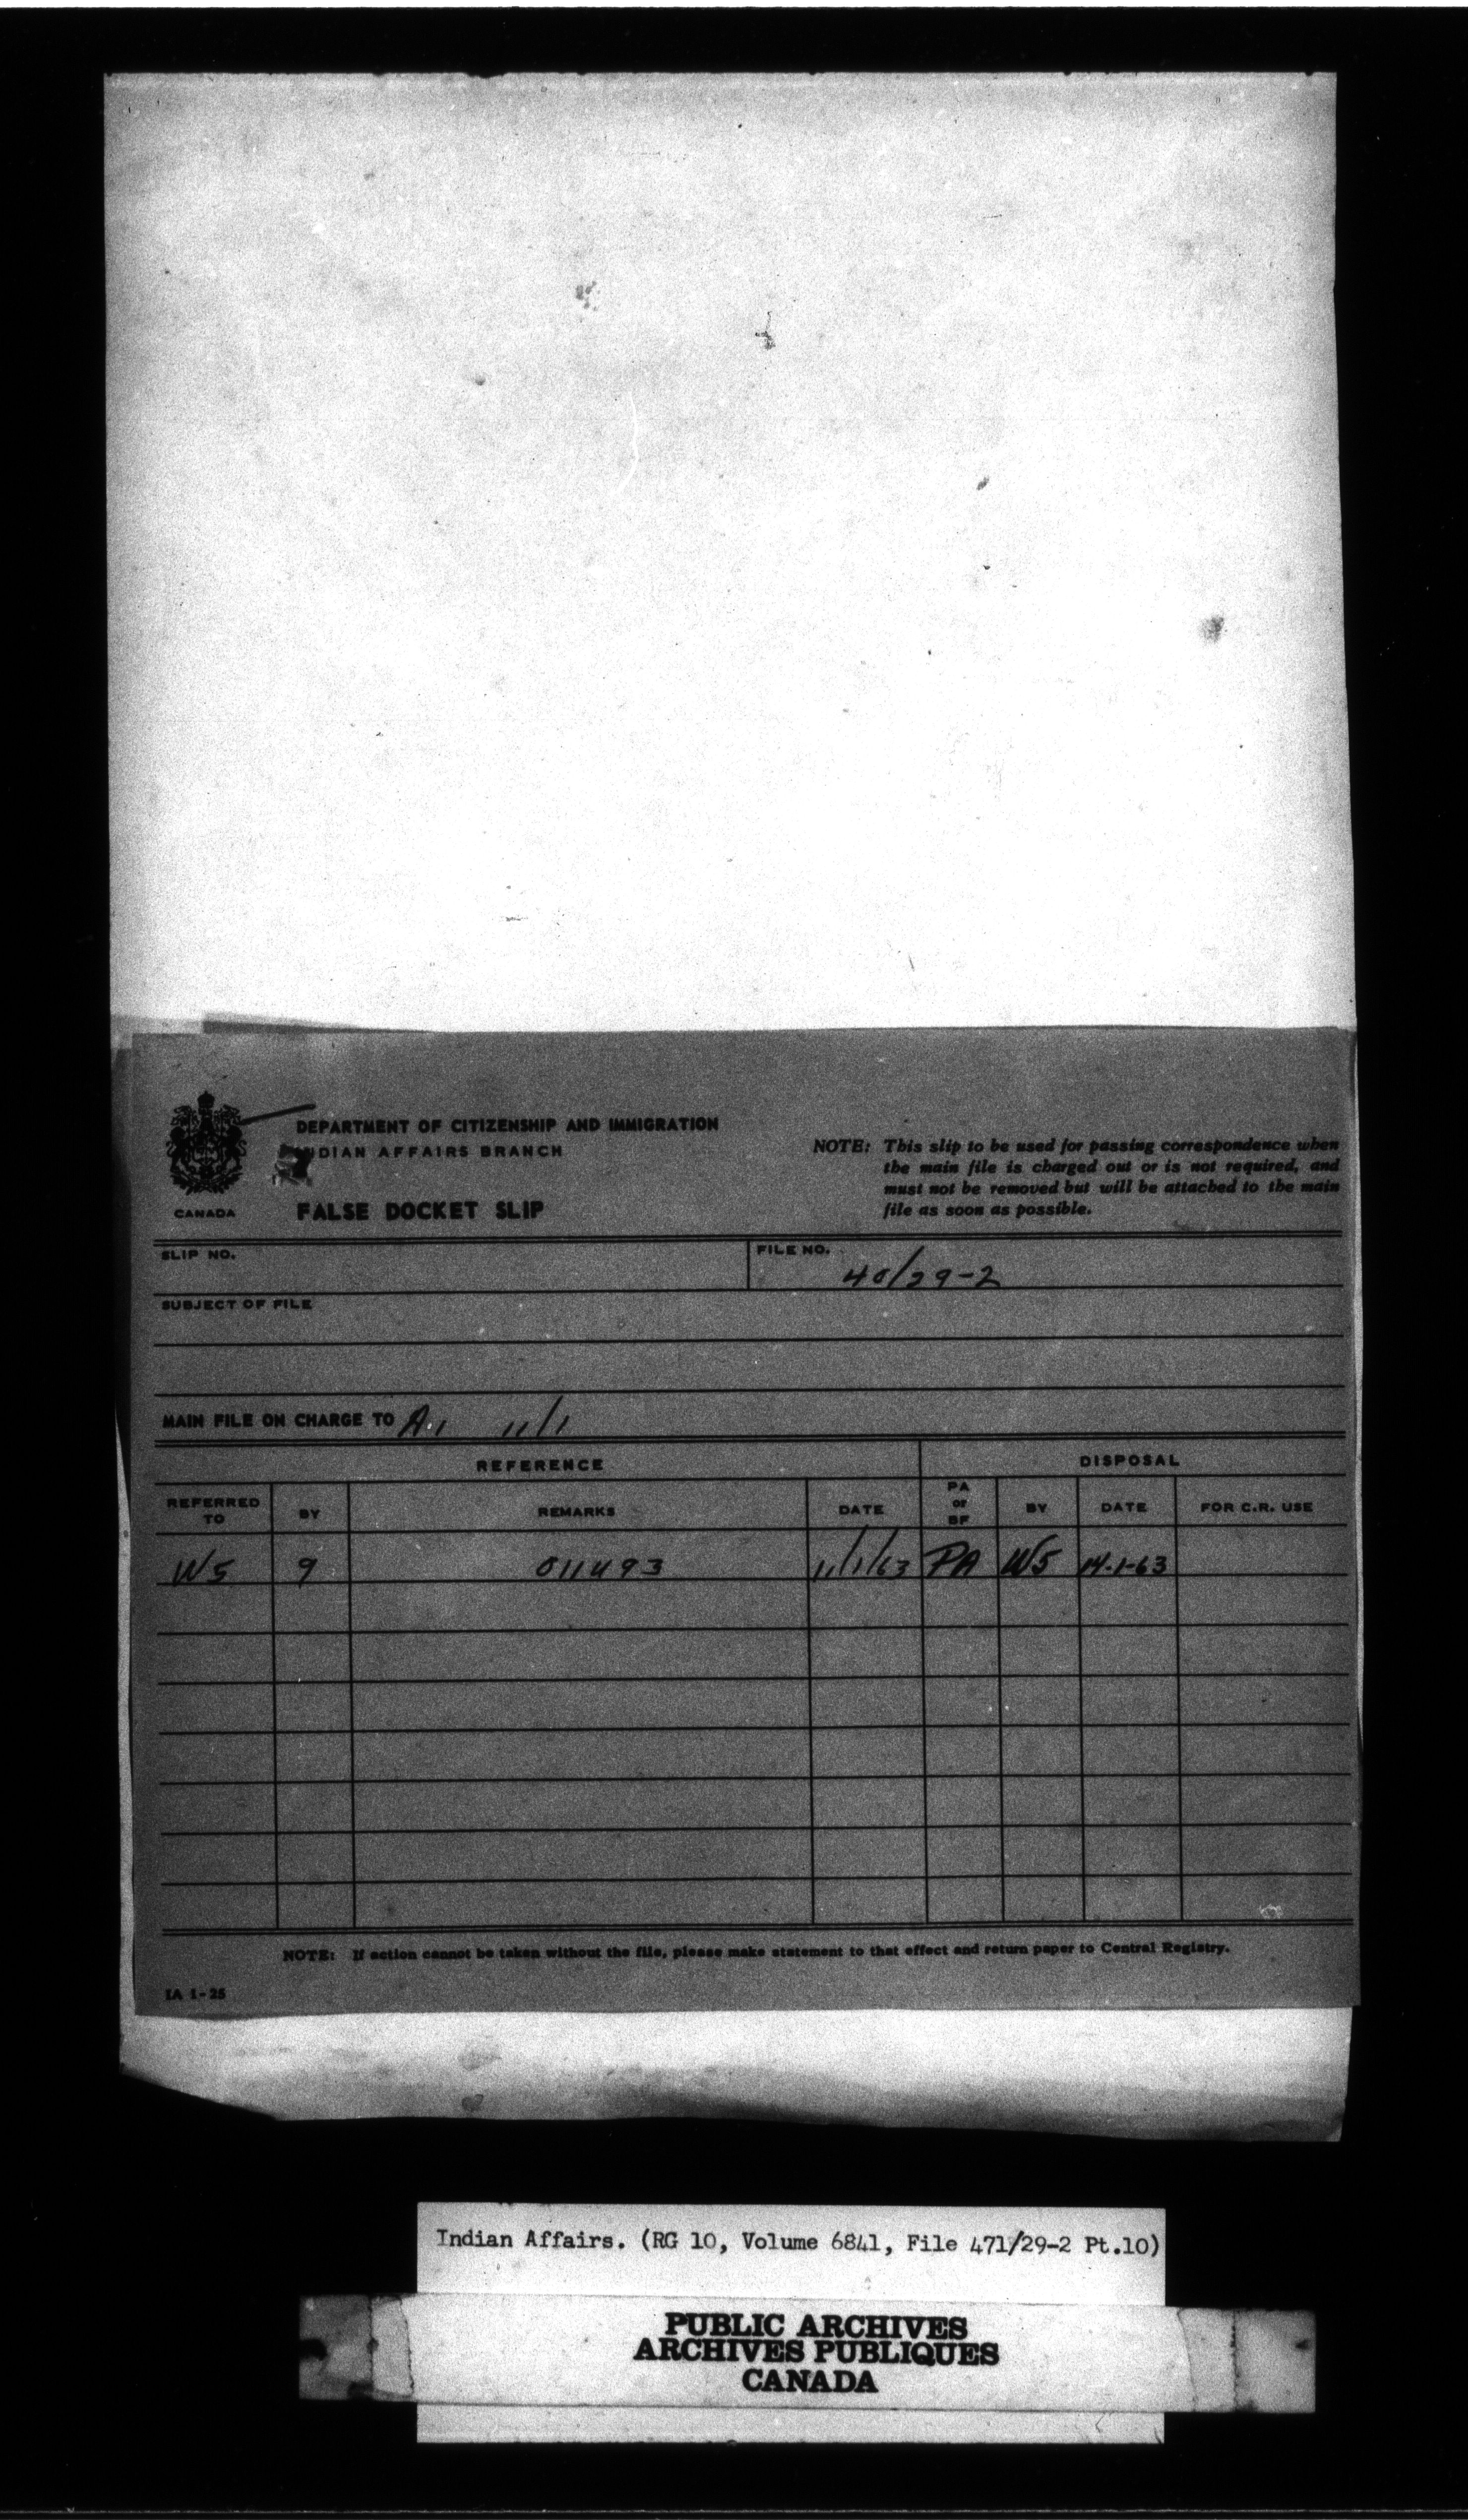 DEPARTMENT OF CITIZENSHIP AND IMMIGRATION
INDIAN AFFAIRS BRANCH
CANADA
FALSE DOCKET SLIP
NOTE: This slip to be used for passing correspondence when
the main file is charged out or is not required, and
must not be removed but will be attached to the main
file as soon as possible.
SLIP NO. FILE NO. 40/29-2
SUBJECT OF FILE
MAIN FILE ON CHARGE TO A.1 11/1
REFERENCE DISPOSAL
REFERRED TO BY REMARKS DATE PA or BF BY DATE FOR C.R. USE
W5 9 011493 11/1/63 PA W5 14-1-63
NOTE: If action cannot be taken without the file, please make statement to that effect and return paper to Central Registry.
IA 1-25
Indian Affairs. (RG 10, Volume 6841, File 471/29-2 Pt.10)
PUBLIC ARCHIVES
ARCHIVES PUBLIQUES
CANADA